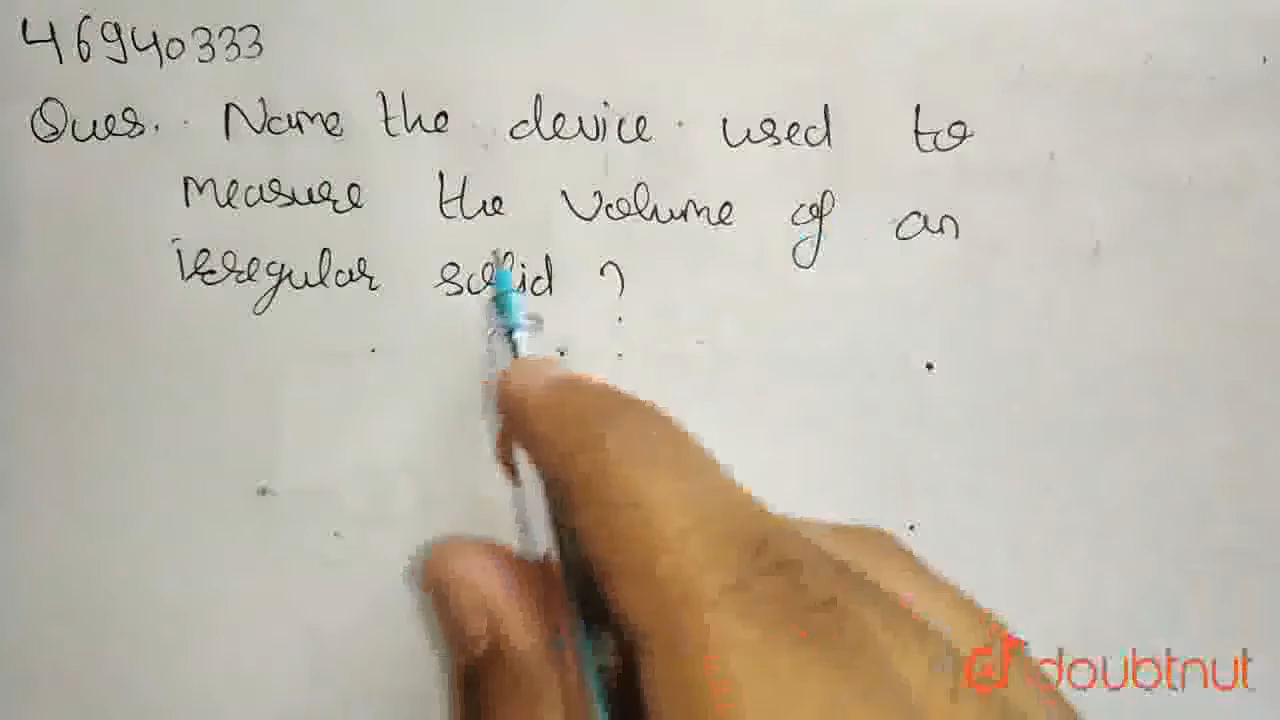 46940333
Ques. Name the device used to
measure the volume of an
irregular solid ?
doubtnut